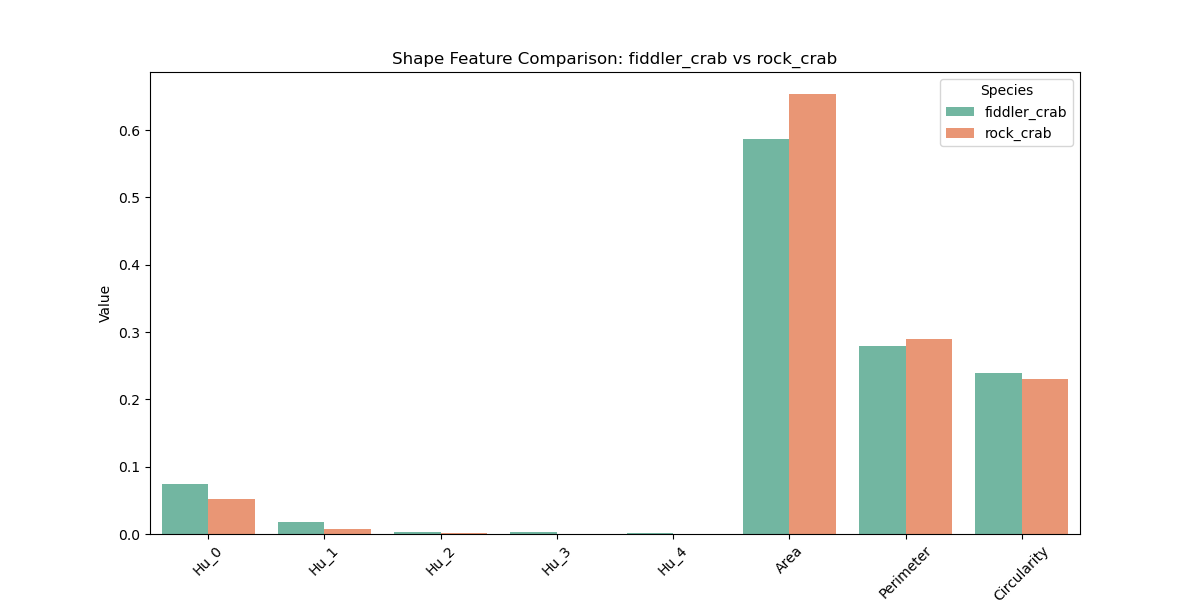 Shape Feature Comparison: fiddler_crab vs rock_crab
Species
fiddler_crab
rock_crab
Value
0.6
0.5
0.4
0.3
0.2
0.1
0.0
Hu_0
Hu_1
Hu_2
Hu_3
Hu_4
Area
Perimeter
Circularity